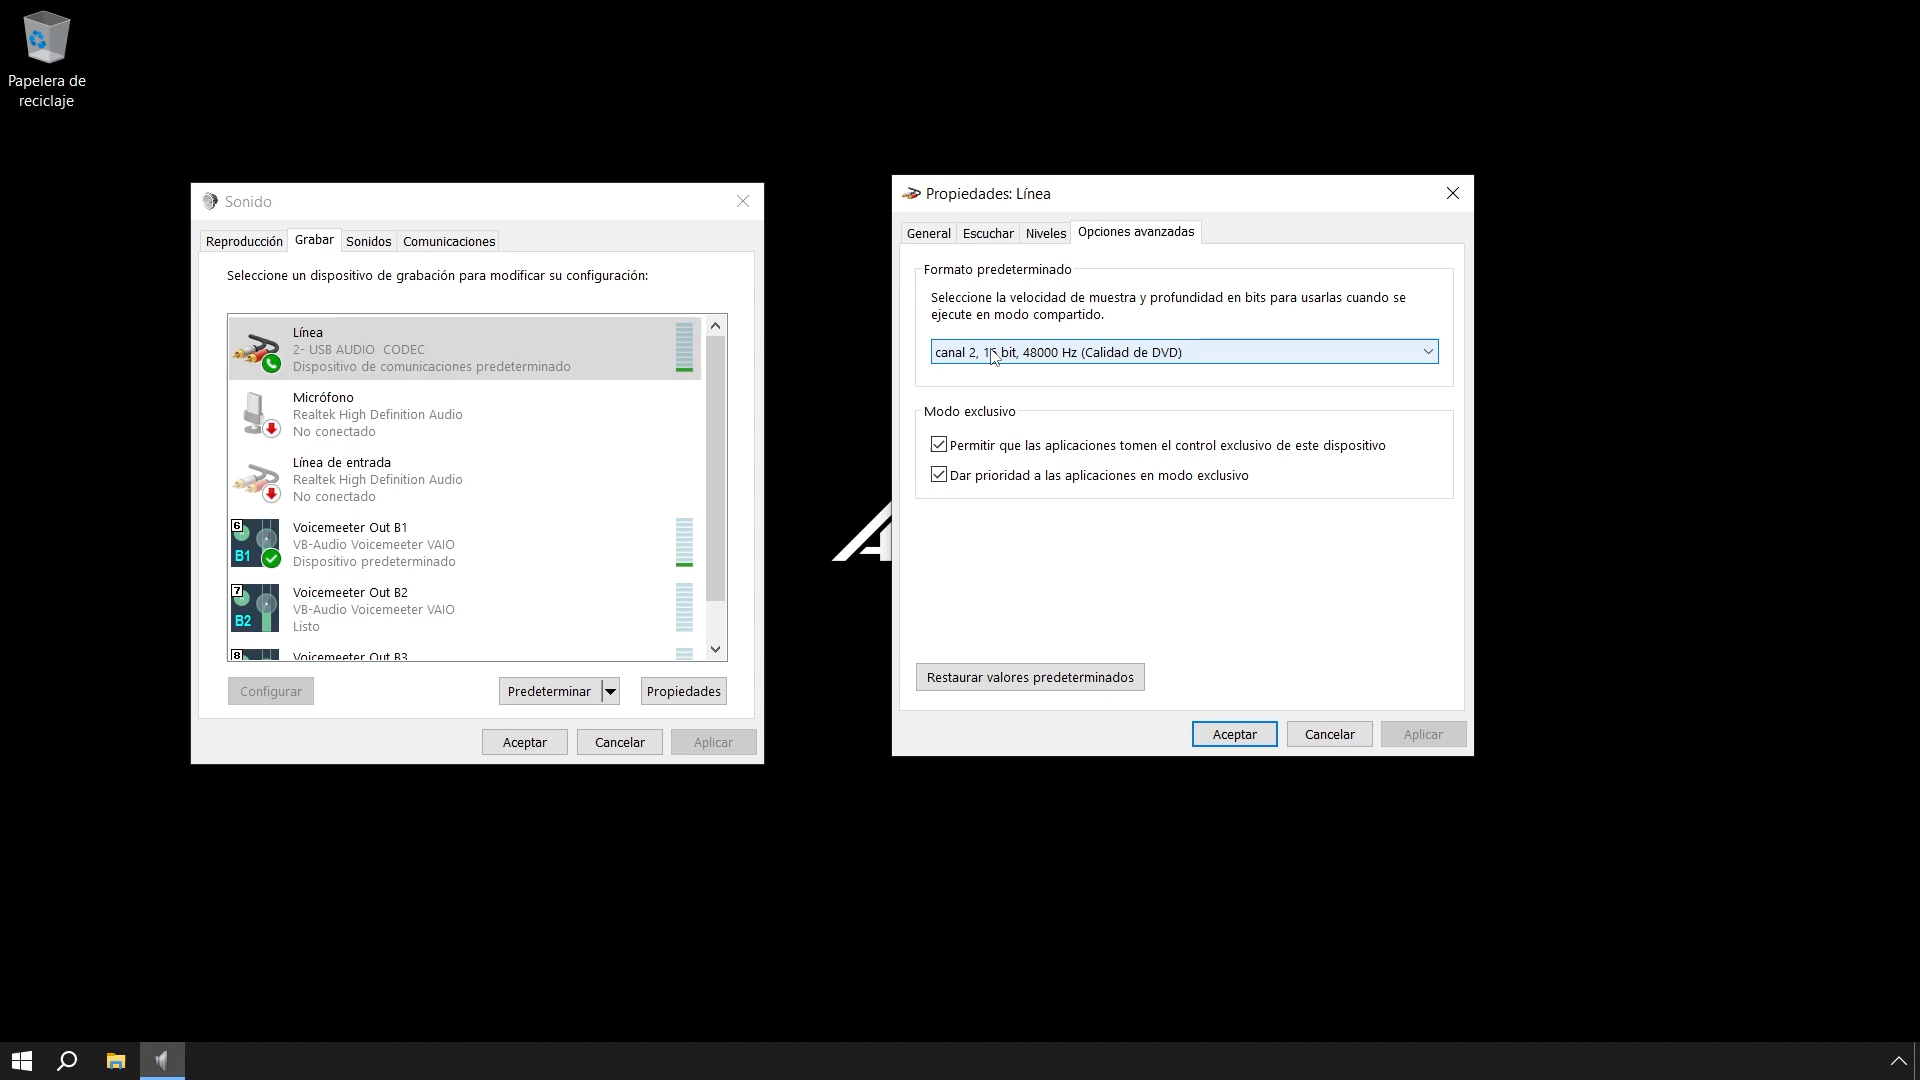 Papelera de
reciclaje
Sonido
Reproducción
Grabar
Sonidos
Comunicaciones
Seleccione un dispositivo de grabación para modificar su configuración:
Línea
2- USB AUDIO  CODEC
Dispositivo de comunicaciones predeterminado
Micrófono
Realtek High Definition Audio
No conectado
Línea de entrada
Realtek High Definition Audio
No conectado
6
B1
Voicemeeter Out B1
VB-Audio Voicemeeter VAIO
Dispositivo predeterminado
7
B2
Voicemeeter Out B2
VB-Audio Voicemeeter VAIO
Listo
8
Voicemeeter Out B3
Configurar
Predeterminar
Propiedades
Aceptar
Cancelar
Aplicar
Propiedades: Línea
General
Escuchar
Niveles
Opciones avanzadas
Formato predeterminado
Seleccione la velocidad de muestra y profundidad en bits para usarlas cuando se
ejecute en modo compartido.
canal 2, 16 bit, 48000 Hz (Calidad de DVD)
Modo exclusivo
Permitir que las aplicaciones tomen el control exclusivo de este dispositivo
Dar prioridad a las aplicaciones en modo exclusivo
Restaurar valores predeterminados
Aceptar
Cancelar
Aplicar